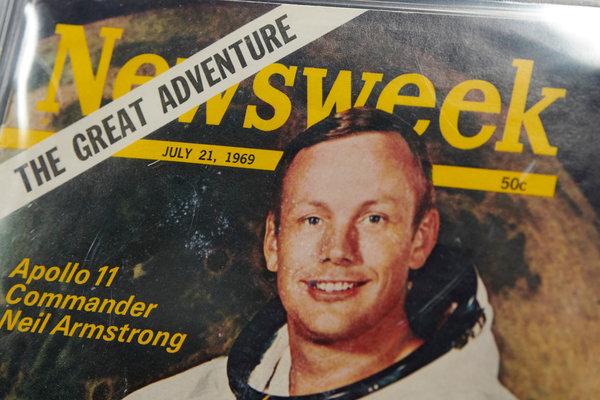 Newsweek
THE GREAT ADVENTURE
JULY 21, 1969
50c
Apollo 11
Commander
Neil Armstrong